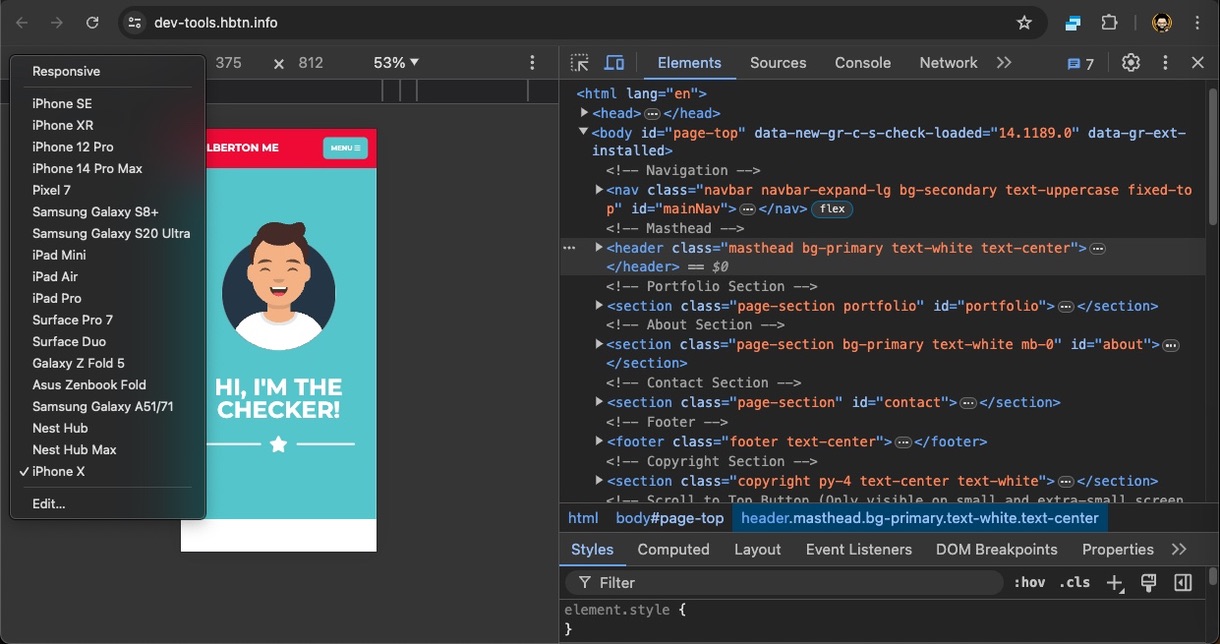 dev-tools.hbtn.info
375 × 812 53% ▼
Elements Sources Console Network 7
Responsive
iPhone SE
iPhone XR
iPhone 12 Pro
iPhone 14 Pro Max
Pixel 7
Samsung Galaxy S8+
Samsung Galaxy S20 Ultra
iPad Mini
iPad Air
iPad Pro
Surface Pro 7
Surface Duo
Galaxy Z Fold 5
Asus Zenbook Fold
Samsung Galaxy A51/71
Nest Hub
Nest Hub Max
✓ iPhone X
Edit...
LBERTON ME MENU ☰
HI, I'M THE
CHECKER!
<html lang="en">
<head> … </head>
<body id="page-top" data-new-gr-c-s-check-loaded="14.1189.0" data-gr-ext-
installed>
<!-- Navigation -->
<nav class="navbar navbar-expand-lg bg-secondary text-uppercase fixed-to
p" id="mainNav"> … </nav> flex
<!-- Masthead -->
<header class="masthead bg-primary text-white text-center"> …
</header> == $0
<!-- Portfolio Section -->
<section class="page-section portfolio" id="portfolio"> … </section>
<!-- About Section -->
<section class="page-section bg-primary text-white mb-0" id="about"> …
</section>
<!-- Contact Section -->
<section class="page-section" id="contact"> … </section>
<!-- Footer -->
<footer class="footer text-center"> … </footer>
<!-- Copyright Section -->
<section class="copyright py-4 text-center text-white"> … </section>
<!-- Scroll to Top Button (Only visible on small and extra-small screen
html body#page-top header.masthead.bg-primary.text-white.text-center
Styles Computed Layout Event Listeners DOM Breakpoints Properties
Filter :hov .cls
element.style {
}